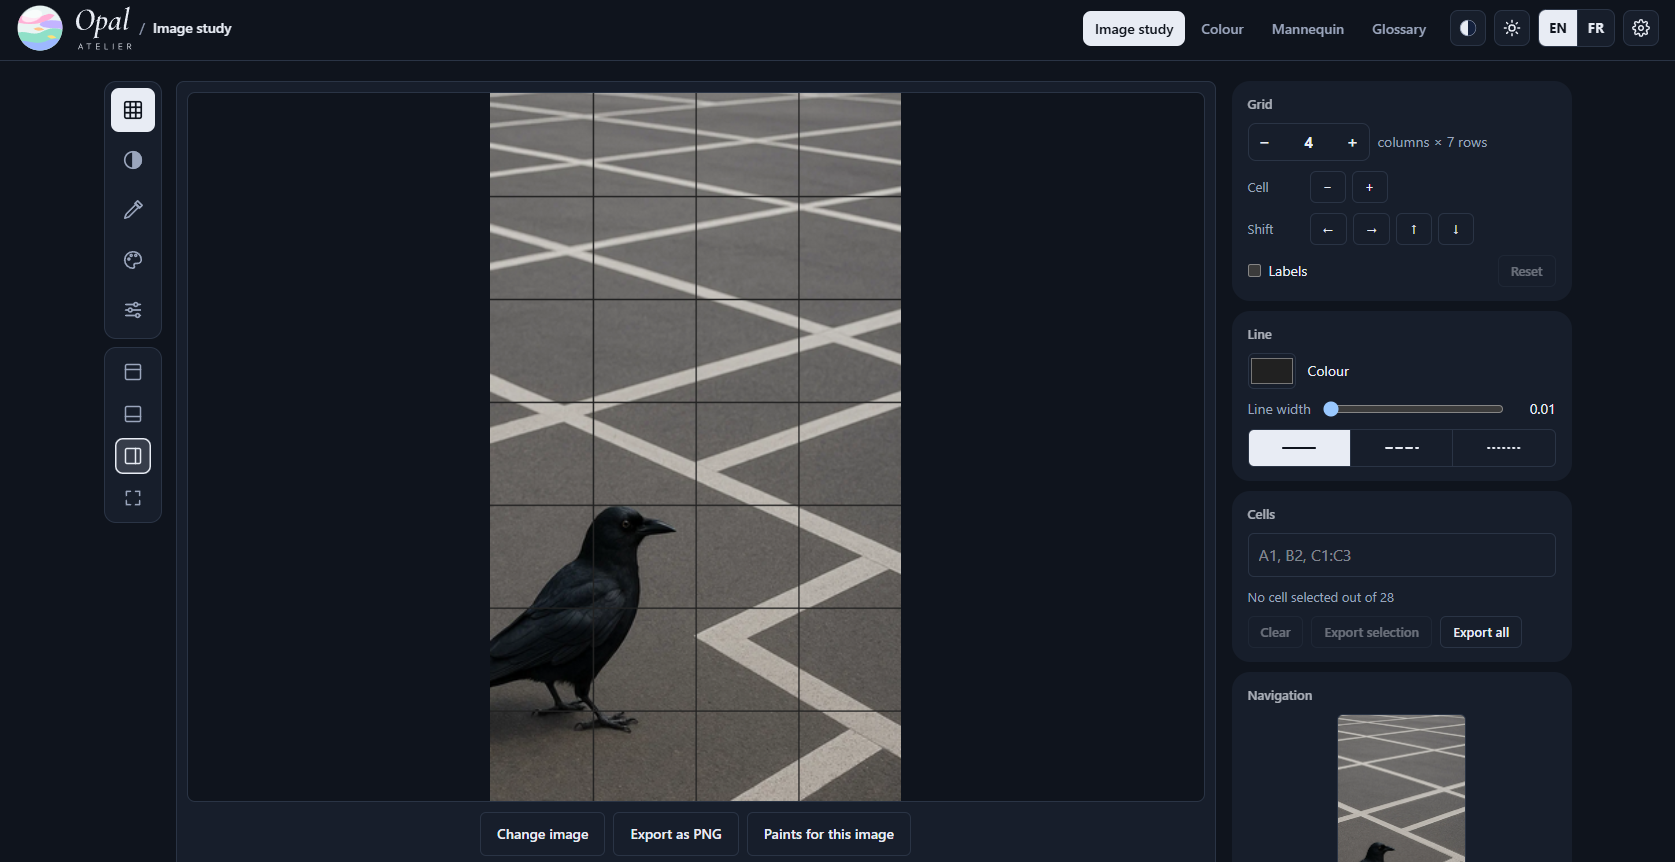 Opal
ATELIER
/ Image study
Image study
Colour
Mannequin
Glossary
EN
FR
Grid
− 4 + columns × 7 rows
Cell − +
Shift ← → ↑ ↓
Labels
Reset
Line
Colour
Line width 0.01
Cells
A1, B2, C1:C3
No cell selected out of 28
Clear
Export selection
Export all
Navigation
Change image
Export as PNG
Paints for this image